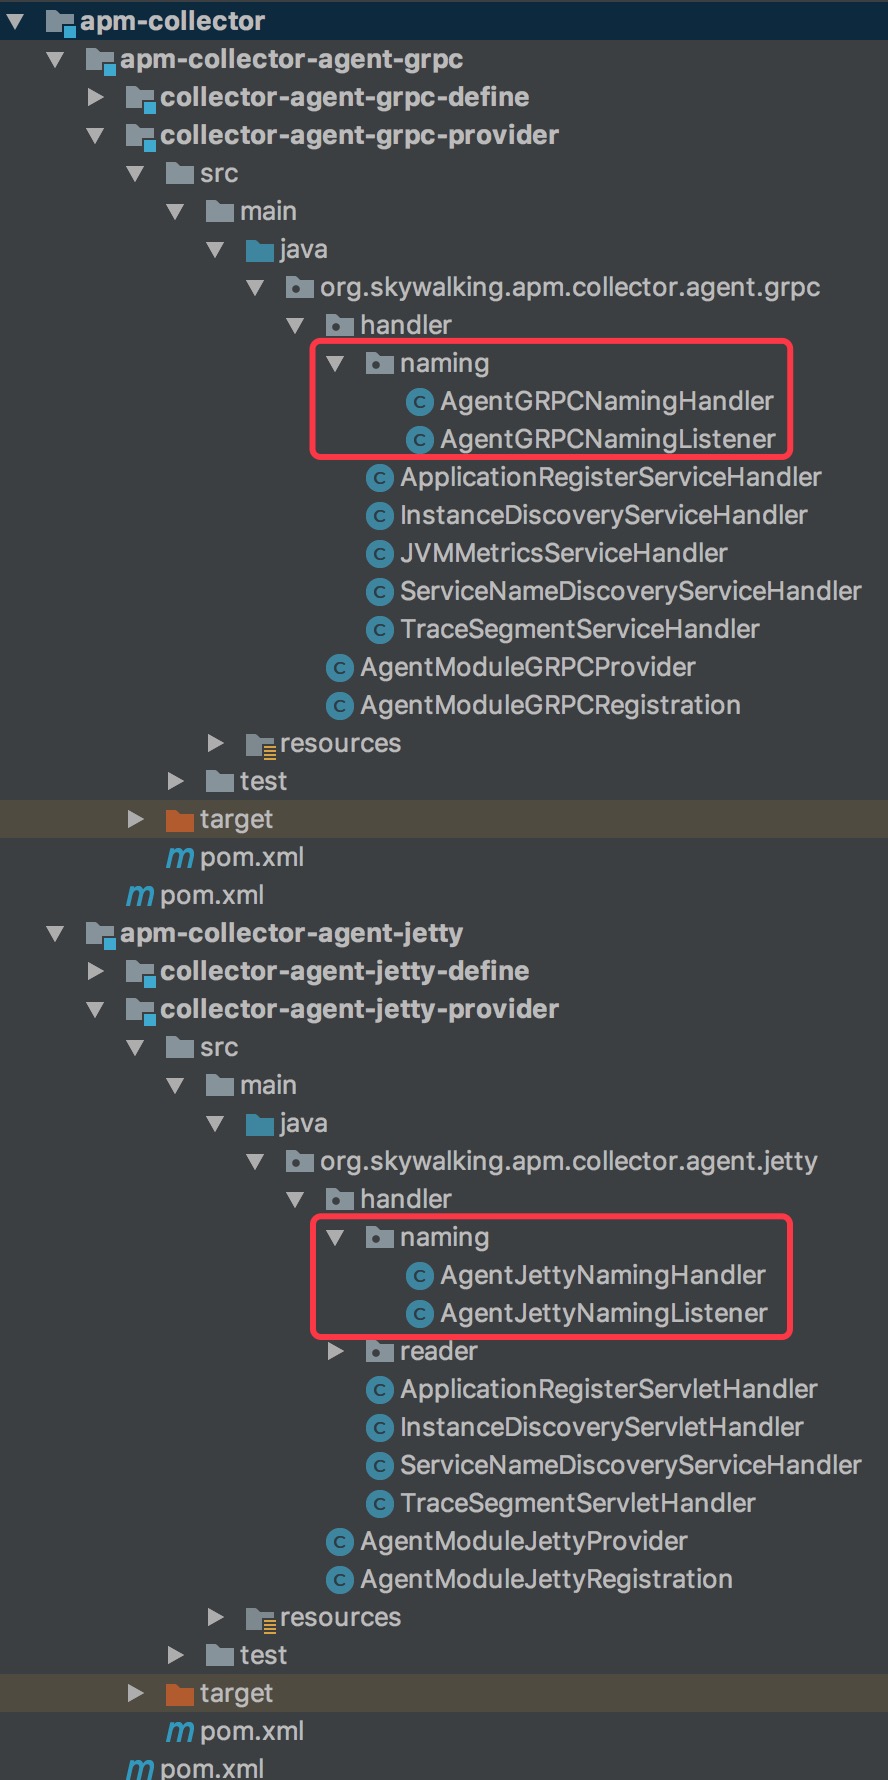 apm-collector
apm-collector-agent-grpc
collector-agent-grpc-define
collector-agent-grpc-provider
src
main
java
org.skywalking.apm.collector.agent.grpc
handler
naming
C AgentGRPCNamingHandler
C AgentGRPCNamingListener
C ApplicationRegisterServiceHandler
C InstanceDiscoveryServiceHandler
C JVMMetricsServiceHandler
C ServiceNameDiscoveryServiceHandler
C TraceSegmentServiceHandler
C AgentModuleGRPCProvider
C AgentModuleGRPCRegistration
resources
test
target
m pom.xml
m pom.xml
apm-collector-agent-jetty
collector-agent-jetty-define
collector-agent-jetty-provider
src
main
java
org.skywalking.apm.collector.agent.jetty
handler
naming
C AgentJettyNamingHandler
C AgentJettyNamingListener
reader
C ApplicationRegisterServletHandler
C InstanceDiscoveryServletHandler
C ServiceNameDiscoveryServiceHandler
C TraceSegmentServletHandler
C AgentModuleJettyProvider
C AgentModuleJettyRegistration
resources
test
target
m pom.xml
m pom.xml